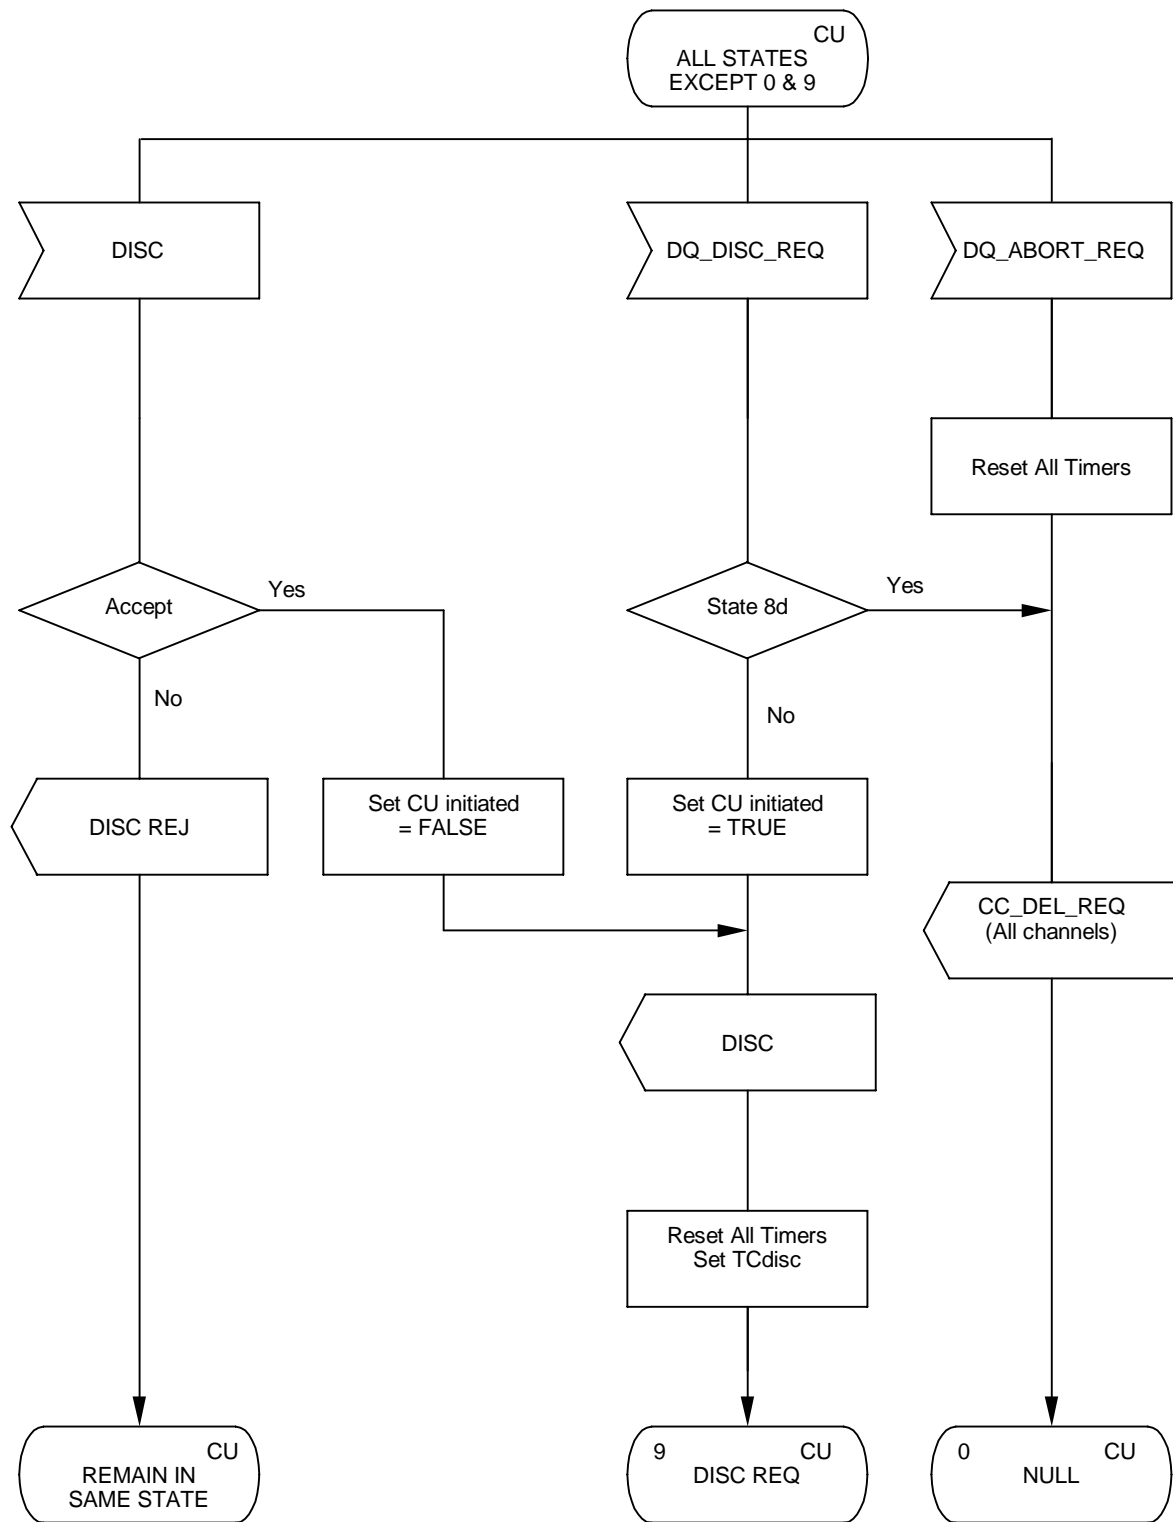 CU
ALL STATES
EXCEPT 0 & 9
DISC
DQ_DISC_REQ
DQ_ABORT_REQ
Reset All Timers
Accept
Yes
State 8d
Yes
No
No
DISC REJ
Set CU initiated
= FALSE
Set CU initiated
= TRUE
CC_DEL_REQ
(All channels)
DISC
Reset All Timers
Set TCdisc
CU
REMAIN IN
SAME STATE
9 CU
DISC REQ
0 CU
NULL